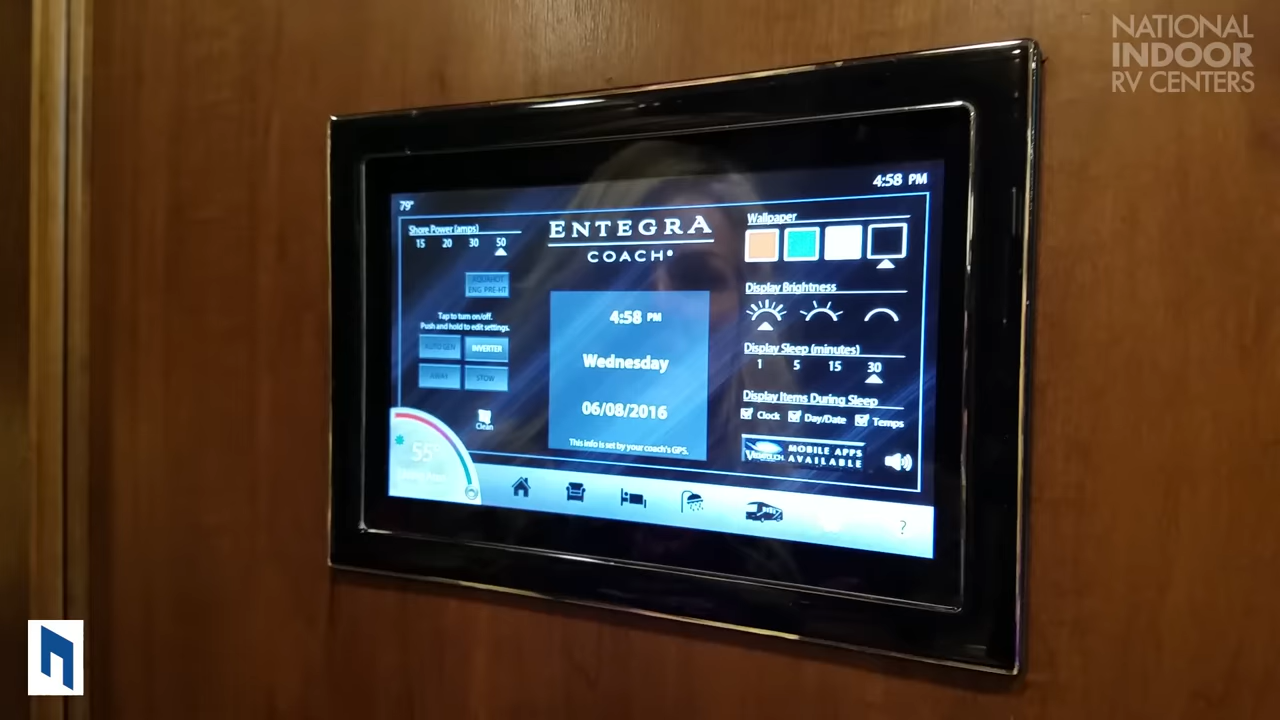 NATIONAL
INDOOR
RV CENTERS
4:58 PM
79°
Shore Power (amps)
15 20 30 50
AQUAHOT
ENG PRE-HT
Tap to turn on/off.
Push and hold to edit settings.
AUTO GEN INVERTER
STOW
Clean
55°
ENTEGRA
COACH®
4:58 PM
Wednesday
06/08/2016
This info is set by your coach's GPS.
Wallpaper
Display Brightness
Display Sleep (minutes)
1 5 15 30
Display Items During Sleep
Clock Day/Date Temps
MOBILE APPS
AVAILABLE
?